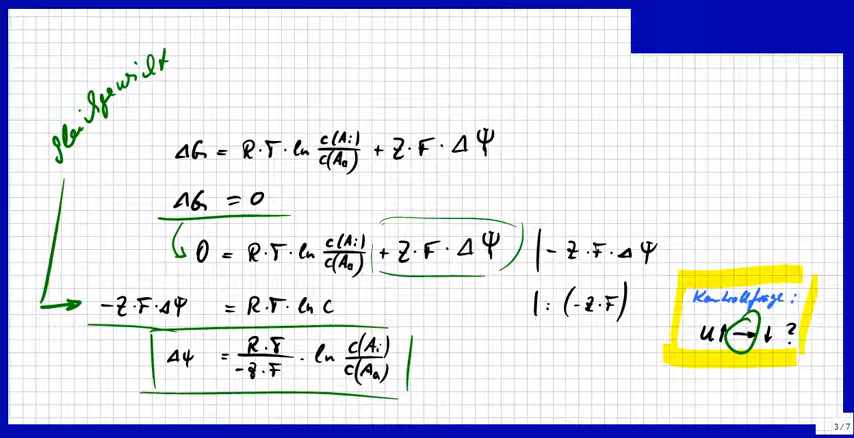 gleichgewicht
ΔG = R·T·ln c(Ai)/c(Aa) + Z·F·ΔΨ
ΔG = 0
0 = R·T·ln c(Ai)/c(Aa) + Z·F·ΔΨ | - Z·F·ΔΨ
-Z·F·ΔΨ = R·T·ln c | : (-Z·F)
Δψ = R·T/-z·F · ln c(Ai)/c(Aa)
Kontrollfrage:
U↑ → ↓ ?
3 / 7